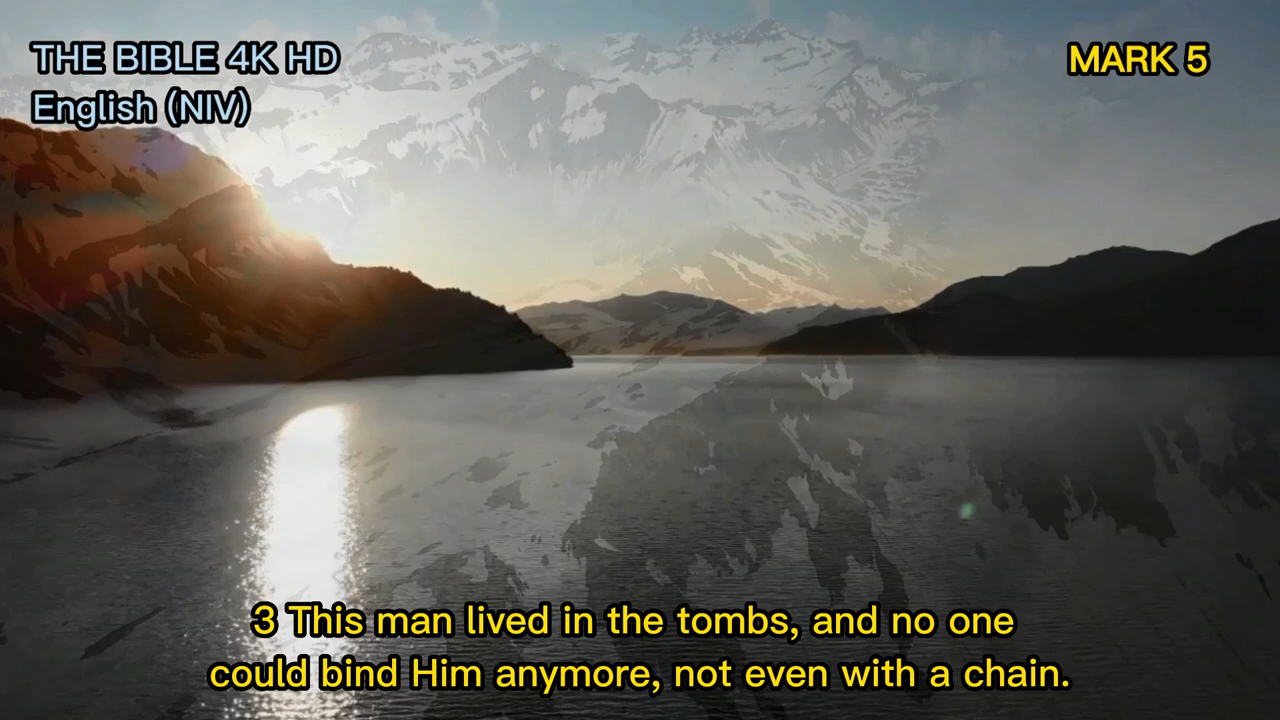 THE BIBLE 4K HD
English (NIV)
MARK 5
3 This man lived in the tombs, and no one
could bind Him anymore, not even with a chain.